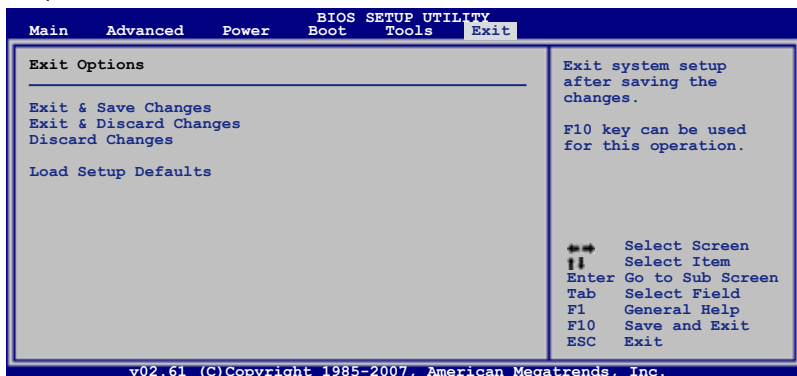 BIOS SETUP UTILITY
Main Advanced Power Boot Tools Exit
Exit Options
Exit & Save Changes
Exit & Discard Changes
Discard Changes
Load Setup Defaults
Exit system setup
after saving the
changes.
F10 key can be used
for this operation.
Select Screen
Select Item
Enter Go to Sub Screen
Tab Select Field
F1 General Help
F10 Save and Exit
ESC Exit
v02.61 (C)Copyright 1985-2007, American Megatrends, Inc.